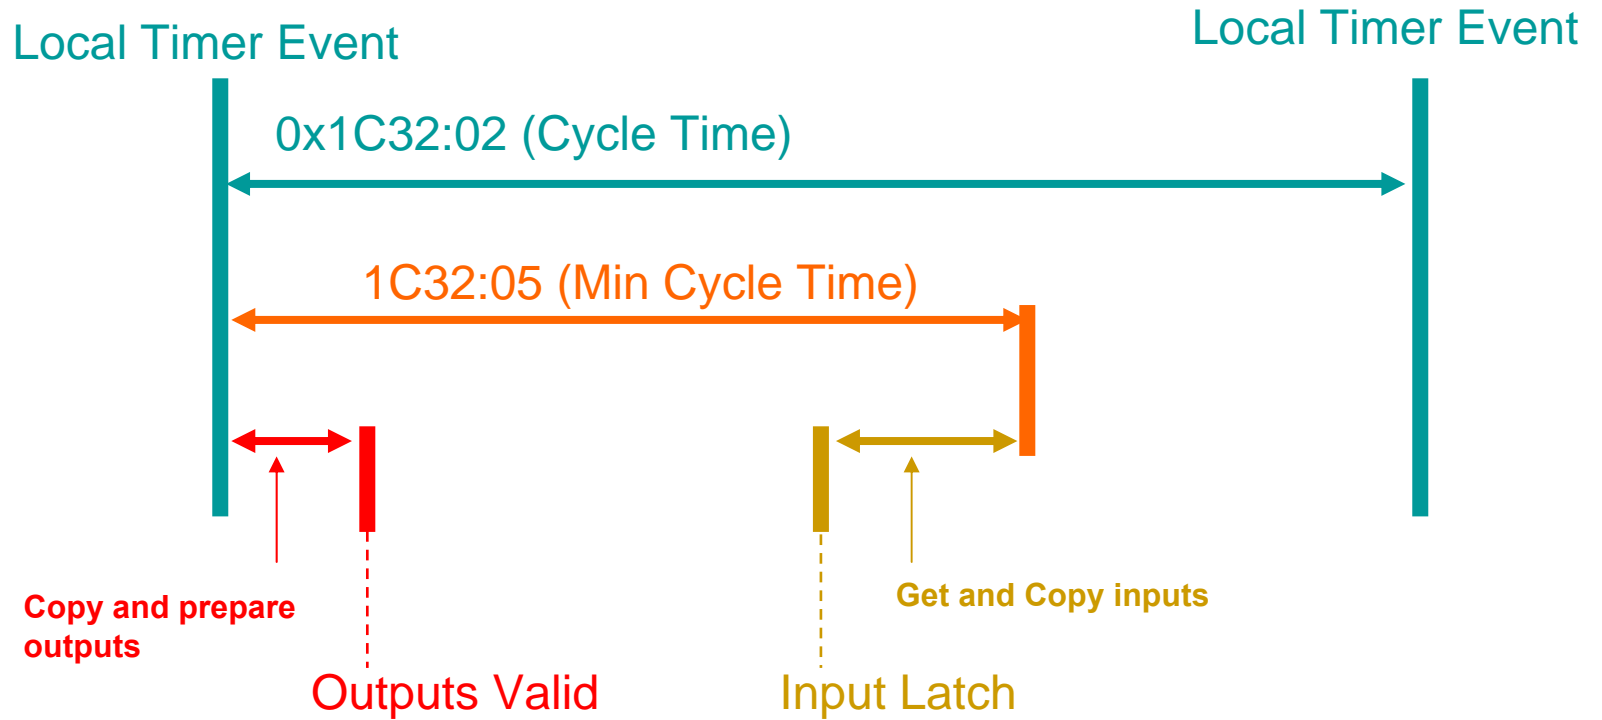 Local Timer Event
Local Timer Event
0x1C32:02 (Cycle Time)
1C32:05 (Min Cycle Time)
Copy and prepare
outputs
Get and Copy inputs
Outputs Valid
Input Latch